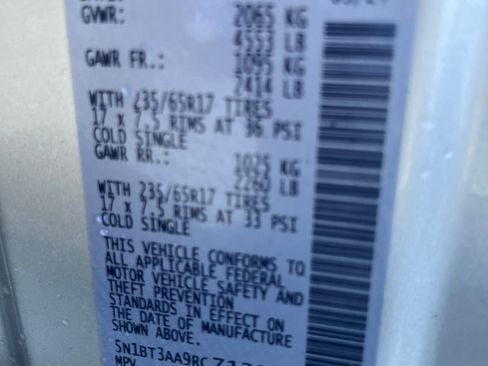 GVWR: 2065 KG
4553 LB
GAWR FR.: 1095 KG
2414 LB
WITH 235/65R17 TIRES
17 x 7.5 RIMS AT 36 PSI
COLD SINGLE
GAWR RR.: 1025 KG
2260 LB
WITH 235/65R17 TIRES
17 x 7.5 RIMS AT 33 PSI
COLD SINGLE
THIS VEHICLE CONFORMS TO
ALL APPLICABLE FEDERAL
MOTOR VEHICLE SAFETY AND
THEFT PREVENTION
STANDARDS IN EFFECT ON
THE DATE OF MANUFACTURE
SHOWN ABOVE.
5N1BT3AA9RC
MPV